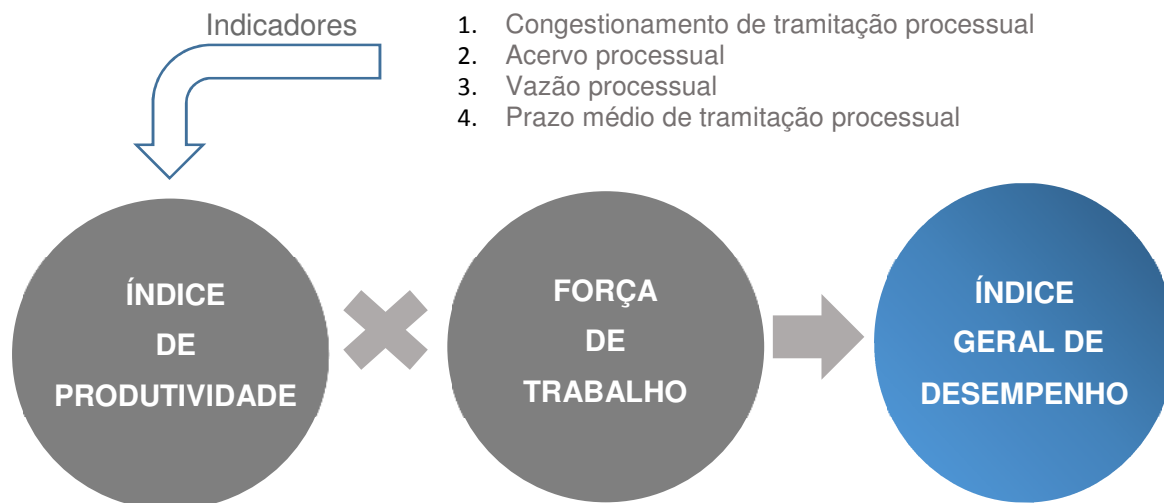 Indicadores
1. Congestionamento de tramitação processual
2. Acervo processual
3. Vazão processual
4. Prazo médio de tramitação processual
ÍNDICE
DE
PRODUTIVIDADE
FORÇA
DE
TRABALHO
ÍNDICE
GERAL DE
DESEMPENHO